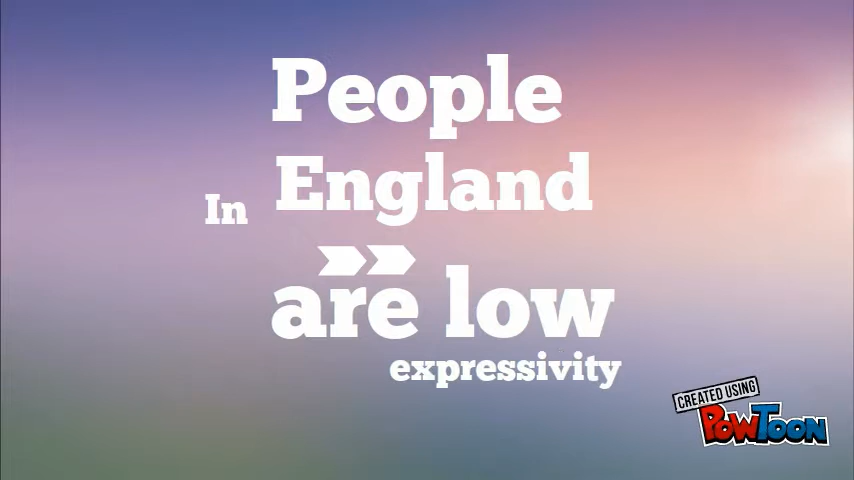 People
In England
are low
expressivity
CREATED USING
POWTOON